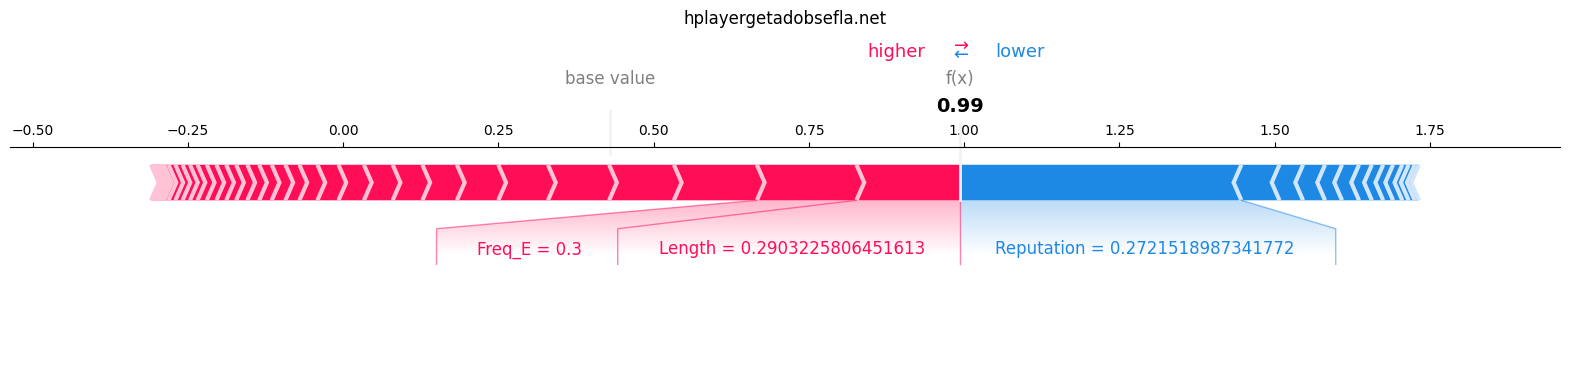 hplayergetadobsefla.net
higher ⇄ lower
base value f(x)
0.99
−0.50 −0.25 0.00 0.25 0.50 0.75 1.00 1.25 1.50 1.75
Freq_E = 0.3 Length = 0.2903225806451613 Reputation = 0.2721518987341772